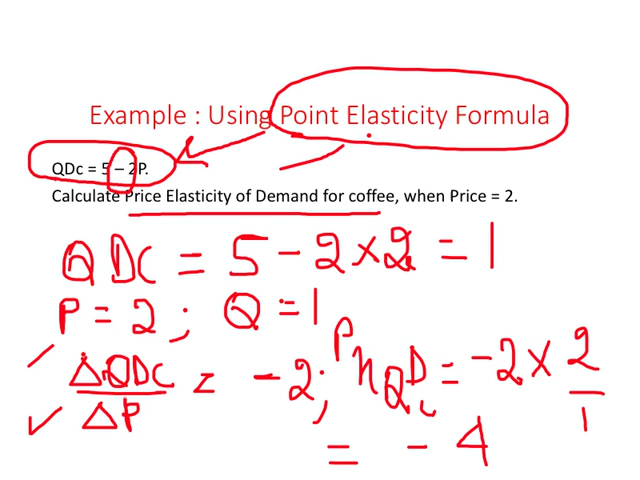 Example : Using Point Elasticity Formula
QDc = 5 – 2P.
Calculate Price Elasticity of Demand for coffee, when Price = 2.
QDC = 5 - 2 × 2 = 1
P = 2 ; Q = 1
ΔQDC / ΔP = -2 ; PηQDc = -2 × 2 / 1
= - 4